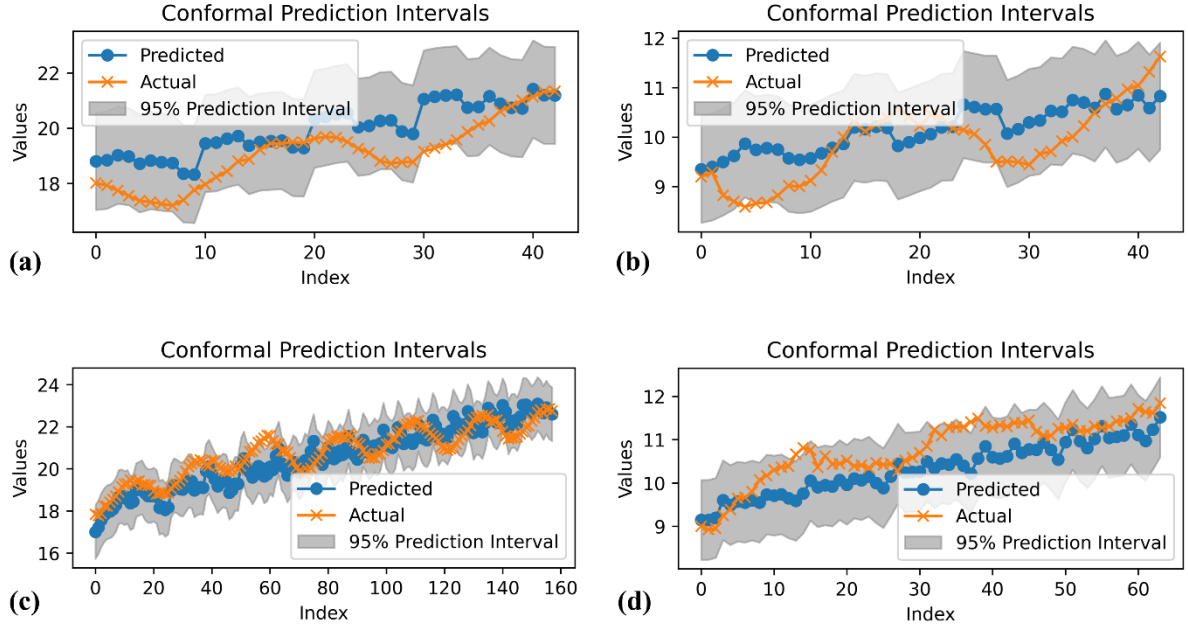 Conformal Prediction Intervals
Predicted
Actual
95% Prediction Interval
Values
22
20
18
0 10 20 30 40
Index
(a)
Conformal Prediction Intervals
Predicted
Actual
95% Prediction Interval
Values
12
11
10
9
0 10 20 30 40
Index
(b)
Conformal Prediction Intervals
Values
24
22
20
18
16
Predicted
Actual
95% Prediction Interval
0 20 40 60 80 100 120 140 160
Index
(c)
Conformal Prediction Intervals
Values
12
11
10
9
Predicted
Actual
95% Prediction Interval
0 10 20 30 40 50 60
Index
(d)